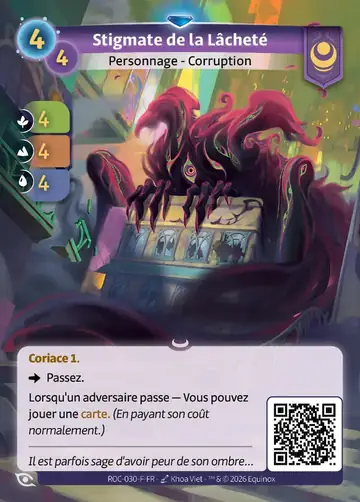 4
4
Stigmate de la Lâcheté
Personnage - Corruption
4
4
4
Coriace 1.
Passez.
Lorsqu'un adversaire passe — Vous pouvez
jouer une carte. (En payant son coût
normalement.)
Il est parfois sage d'avoir peur de son ombre...
ROC-030-F-FR - Khoa Viet - ™ & © 2026 Equinox